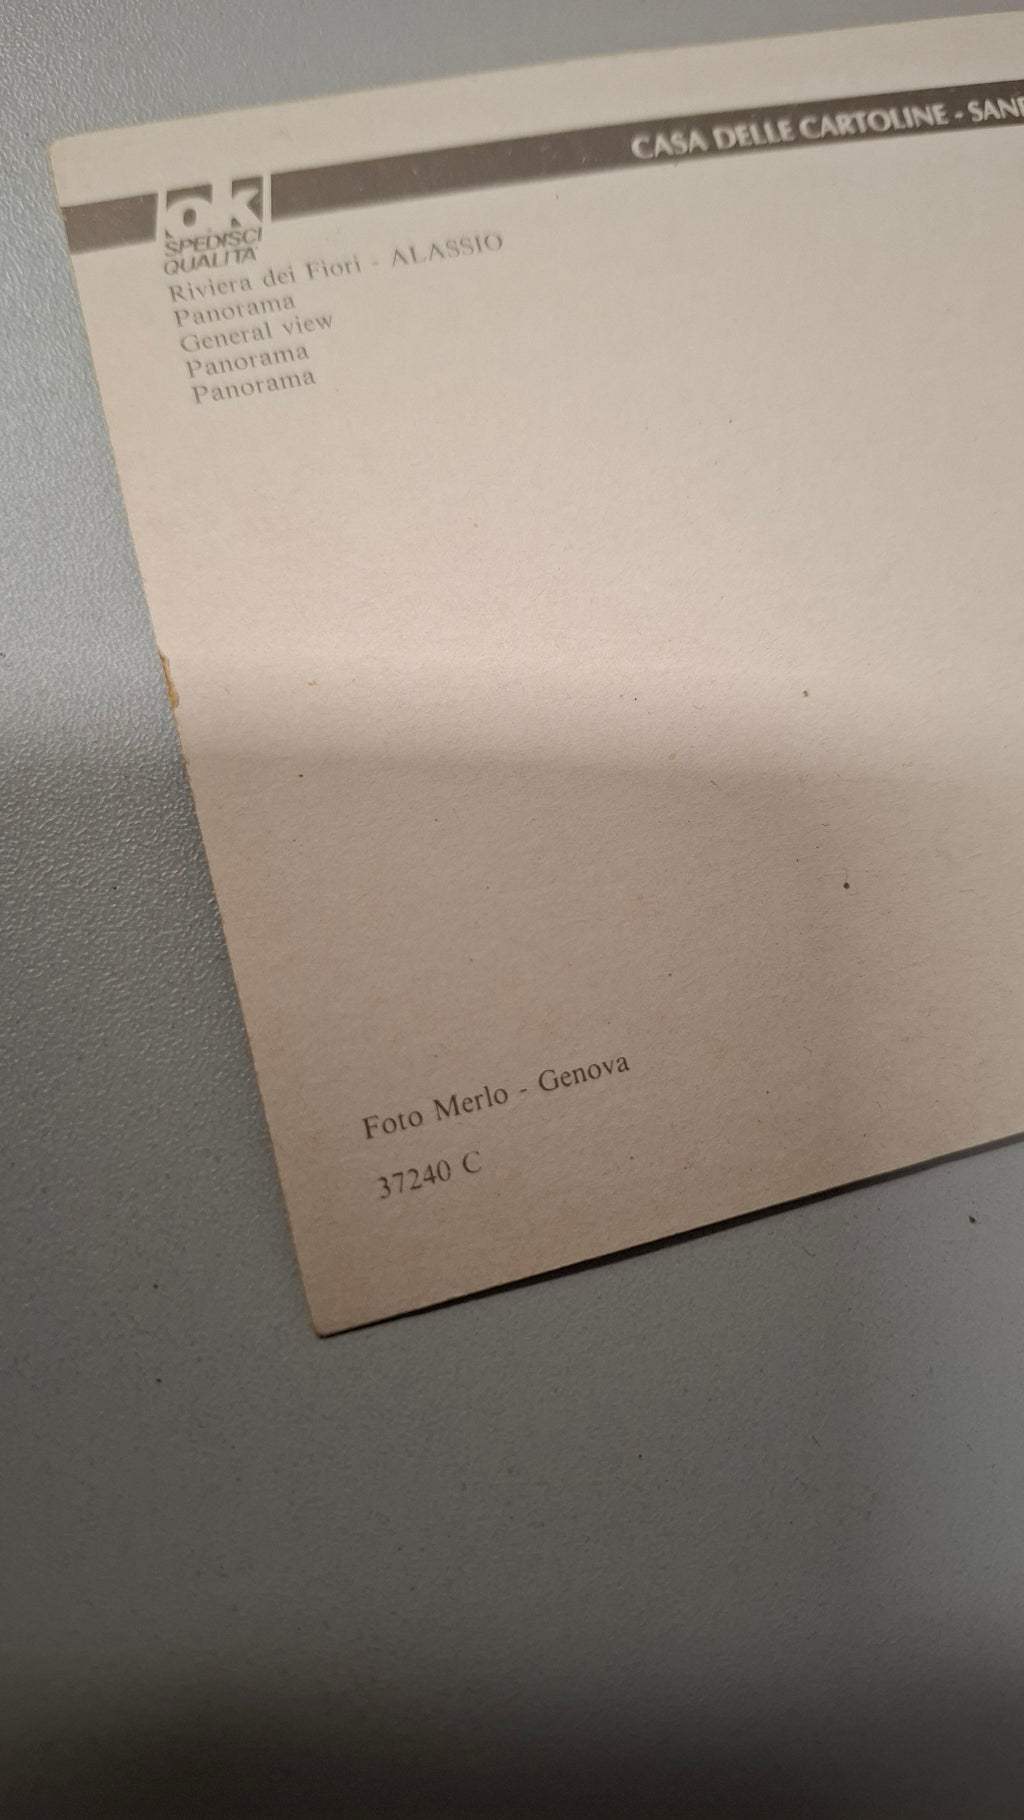 CASA DELLE CARTOLINE - SANR
ok
SPEDISCI
QUALITA'
Riviera dei Fiori - ALASSIO
Panorama
General view
Panorama
Panorama
Foto Merlo - Genova
37240 C